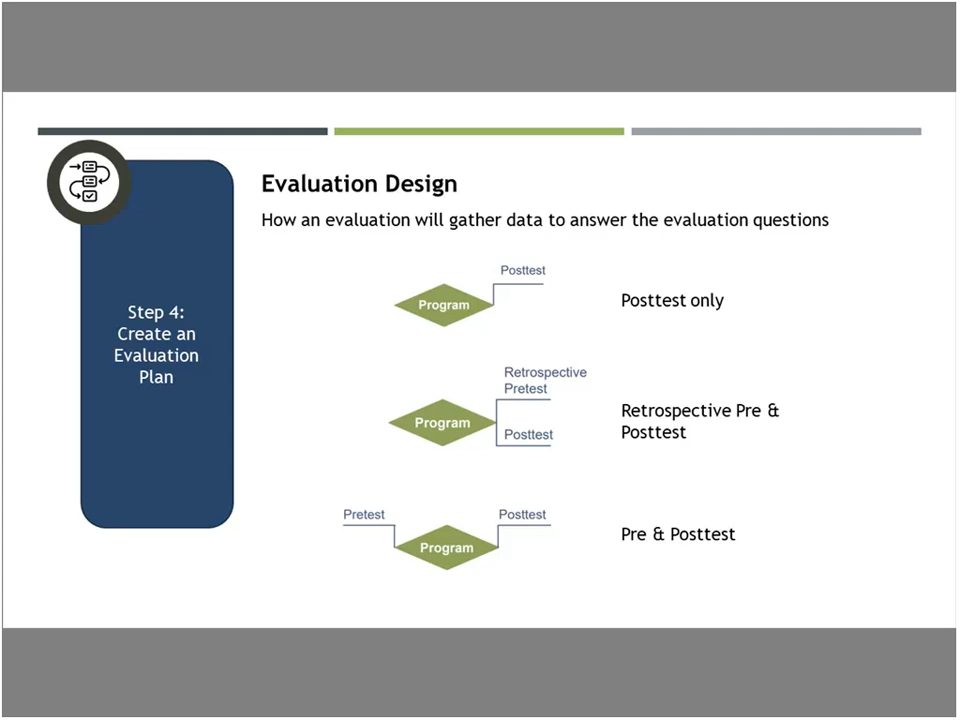 Evaluation Design
How an evaluation will gather data to answer the evaluation questions
Step 4:
Create an
Evaluation
Plan
Posttest
Program
Posttest only
Retrospective
Pretest
Program
Posttest
Retrospective Pre &
Posttest
Pretest
Posttest
Program
Pre & Posttest